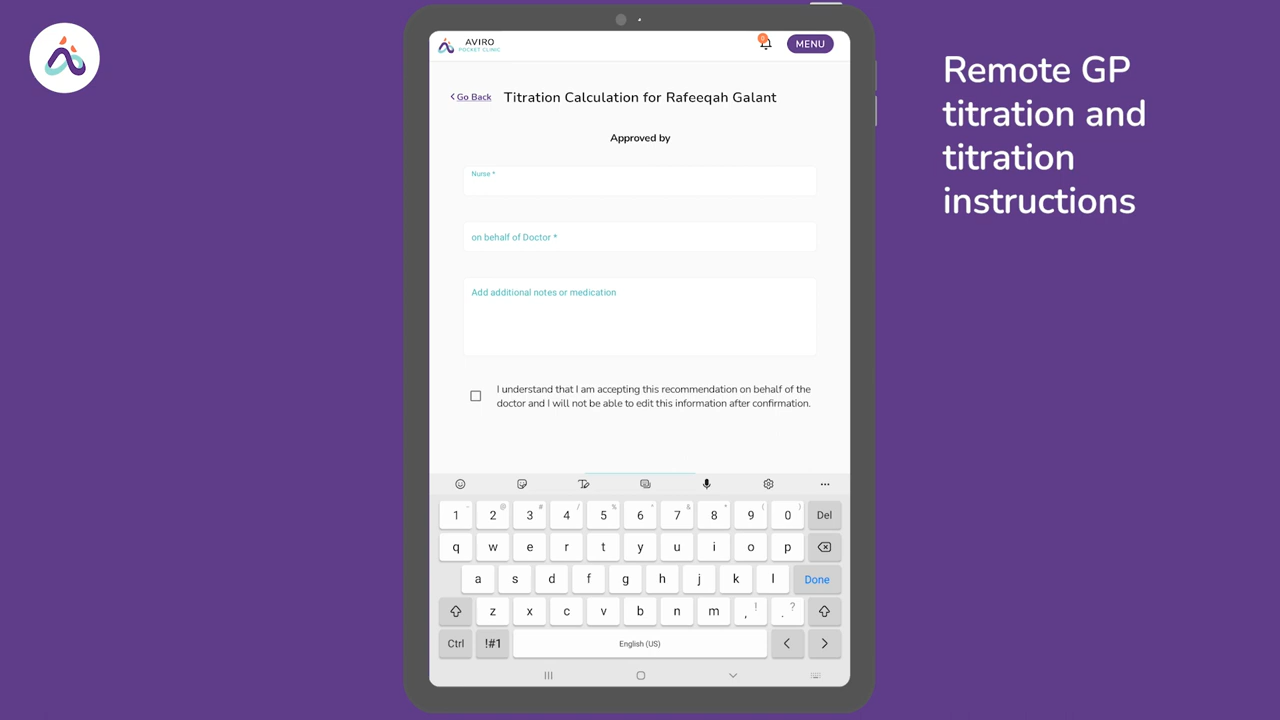 AVIRO
POCKET CLINIC
MENU
Go Back
Titration Calculation for Rafeeqah Galant
Approved by
Nurse *
on behalf of Doctor *
Add additional notes or medication
I understand that I am accepting this recommendation on behalf of the
doctor and I will not be able to edit this information after confirmation.
1 2 3 4 5 6 7 8 9 0 Del
q w e r t y u i o p
a s d f g h j k l Done
z x c v b n m , ! . ?
Ctrl !#1 English (US) < >
Remote GP
titration and
titration
instructions